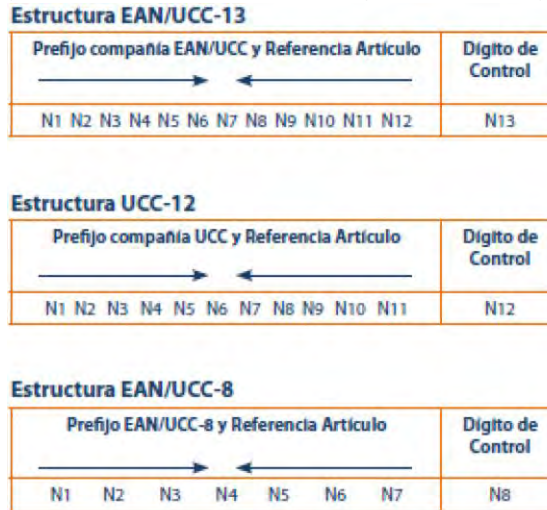 Estructura EAN/UCC-13
Prefijo compañía EAN/UCC y Referencia Artículo
Dígito de
Control
N1 N2 N3 N4 N5 N6 N7 N8 N9 N10 N11 N12
N13
Estructura UCC-12
Prefijo compañía UCC y Referencia Artículo
Dígito de
Control
N1 N2 N3 N4 N5 N6 N7 N8 N9 N10 N11
N12
Estructura EAN/UCC-8
Prefijo EAN/UCC-8 y Referencia Artículo
Dígito de
Control
N1 N2 N3 N4 N5 N6 N7
N8